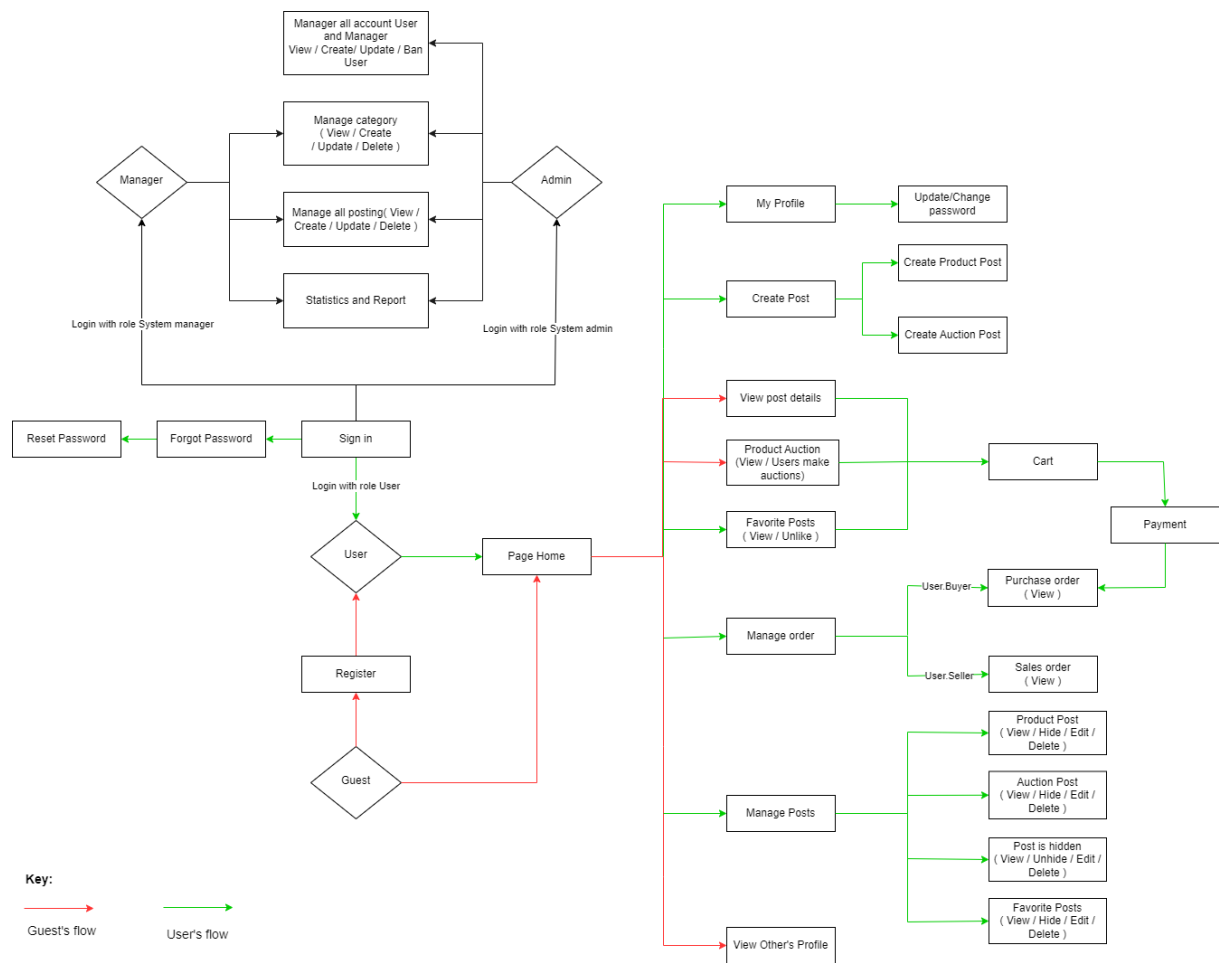 Manager all account User
and Manager
View / Create/ Update / Ban
User
Manage category
( View / Create
/ Update / Delete )
Manager
Admin
Manage all posting( View /
Create / Update / Delete )
My Profile
Update/Change
password
Create Product Post
Statistics and Report
Create Post
Login with role System manager
Login with role System admin
Create Auction Post
View post details
Reset Password
Forgot Password
Sign in
Product Auction
(View / Users make
auctions)
Cart
Login with role User
Favorite Posts
( View / Unlike )
Payment
User
Page Home
User.Buyer
Purchase order
( View )
Manage order
Register
User.Seller
Sales order
( View )
Product Post
( View / Hide / Edit /
Delete )
Guest
Auction Post
( View / Hide / Edit /
Delete )
Manage Posts
Post is hidden
( View / Unhide / Edit /
Delete )
Key:
Favorite Posts
( View / Hide / Edit /
Delete )
Guest's flow
User's flow
View Other's Profile